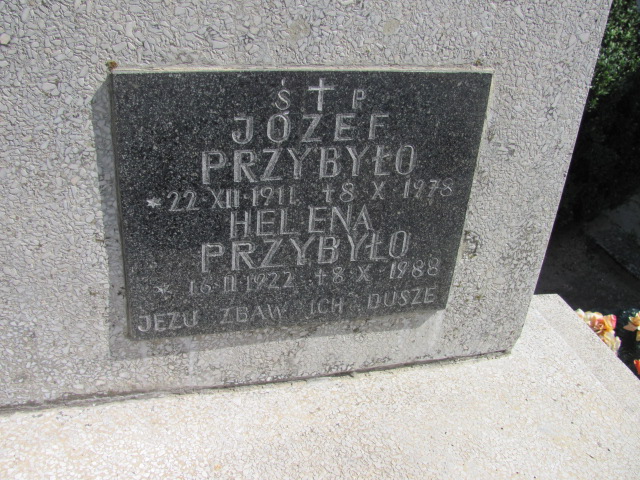 Ś † P
JÓZEF
PRZYBYŁO
* 22·XII·1911 † 8 X 1978
HELENA
PRZYBYŁO
* 16·II·1922 † 8·X·1988
JEZU ZBAW ICH DUSZE